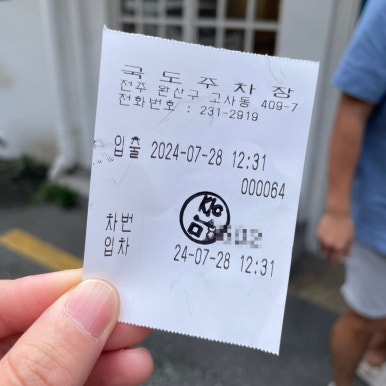 국도주차장
전주 완산구 고사동 409-7
전화번호 : 231-2919
입출 2024-07-28 12:31
000064
차번
입차 24-07-28 12:31